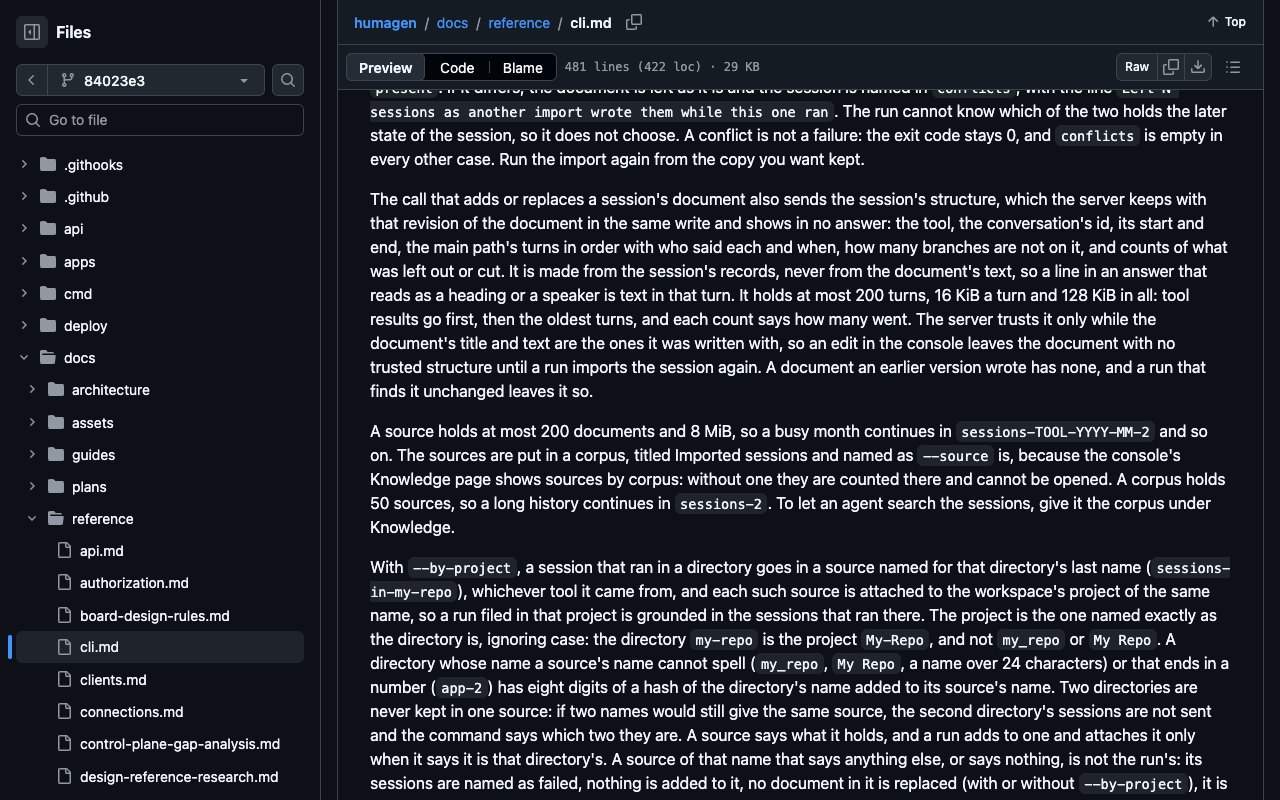 Files
84023e3
Go to file
.githooks
.github
api
apps
cmd
deploy
docs
architecture
assets
guides
plans
reference
api.md
authorization.md
board-design-rules.md
cli.md
clients.md
connections.md
control-plane-gap-analysis.md
design-reference-research.md
humagen / docs / reference / cli.md
Top
Preview
Code
Blame
481 lines (422 loc) · 29 KB
Raw
present . If it differs, the document is left as it is and the session is named in conflicts , with the line Left N
sessions as another import wrote them while this one ran . The run cannot know which of the two holds the later
state of the session, so it does not choose. A conflict is not a failure: the exit code stays 0, and conflicts is empty in
every other case. Run the import again from the copy you want kept.
The call that adds or replaces a session's document also sends the session's structure, which the server keeps with
that revision of the document in the same write and shows in no answer: the tool, the conversation's id, its start and
end, the main path's turns in order with who said each and when, how many branches are not on it, and counts of what
was left out or cut. It is made from the session's records, never from the document's text, so a line in an answer that
reads as a heading or a speaker is text in that turn. It holds at most 200 turns, 16 KiB a turn and 128 KiB in all: tool
results go first, then the oldest turns, and each count says how many went. The server trusts it only while the
document's title and text are the ones it was written with, so an edit in the console leaves the document with no
trusted structure until a run imports the session again. A document an earlier version wrote has none, and a run that
finds it unchanged leaves it so.
A source holds at most 200 documents and 8 MiB, so a busy month continues in sessions-TOOL-YYYY-MM-2 and so
on. The sources are put in a corpus, titled Imported sessions and named as --source is, because the console's
Knowledge page shows sources by corpus: without one they are counted there and cannot be opened. A corpus holds
50 sources, so a long history continues in sessions-2 . To let an agent search the sessions, give it the corpus under
Knowledge.
With --by-project , a session that ran in a directory goes in a source named for that directory's last name ( sessions-
in-my-repo ), whichever tool it came from, and each such source is attached to the workspace's project of the same
name, so a run filed in that project is grounded in the sessions that ran there. The project is the one named exactly as
the directory is, ignoring case: the directory my-repo is the project My-Repo , and not my_repo or My Repo . A
directory whose name a source's name cannot spell ( my_repo , My Repo , a name over 24 characters) or that ends in a
number ( app-2 ) has eight digits of a hash of the directory's name added to its source's name. Two directories are
never kept in one source: if two names would still give the same source, the second directory's sessions are not sent
and the command says which two they are. A source says what it holds, and a run adds to one and attaches it only
when it says it is that directory's. A source of that name that says anything else, or says nothing, is not the run's: its
sessions are named as failed, nothing is added to it, no document in it is replaced (with or without --by-project ), it is